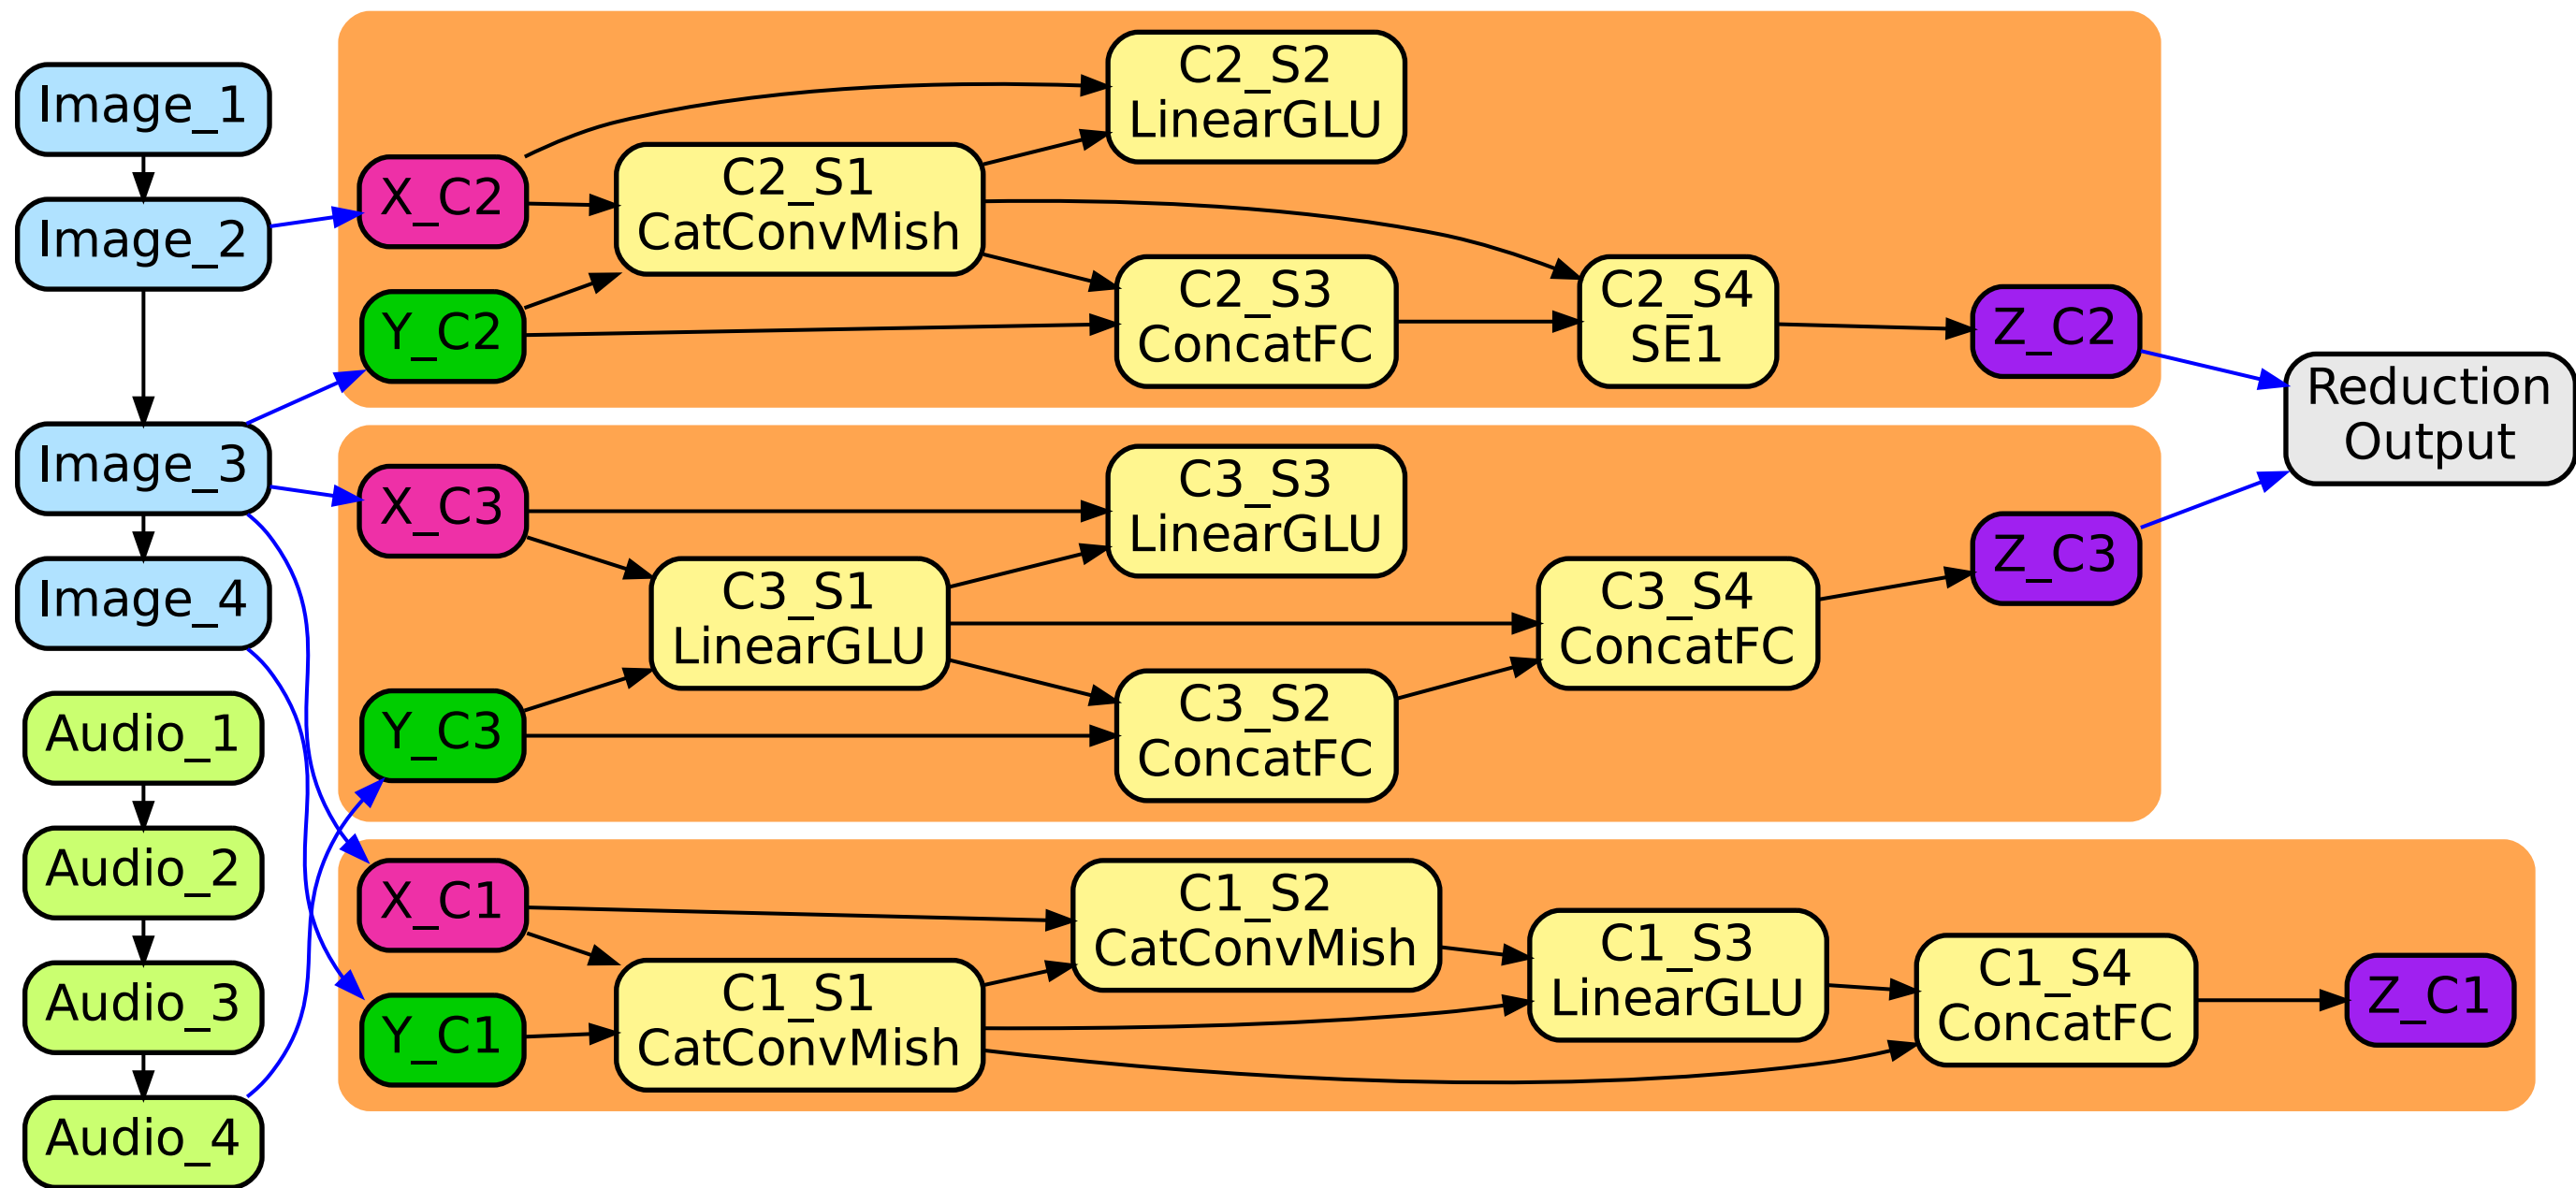 Image_1
Image_2
Image_3
Image_4
Audio_1
Audio_2
Audio_3
Audio_4
X_C2
Y_C2
C2_S1
CatConvMish
C2_S2
LinearGLU
C2_S3
ConcatFC
C2_S4
SE1
Z_C2
X_C3
Y_C3
C3_S1
LinearGLU
C3_S3
LinearGLU
C3_S2
ConcatFC
C3_S4
ConcatFC
Z_C3
X_C1
Y_C1
C1_S1
CatConvMish
C1_S2
CatConvMish
C1_S3
LinearGLU
C1_S4
ConcatFC
Z_C1
Reduction
Output